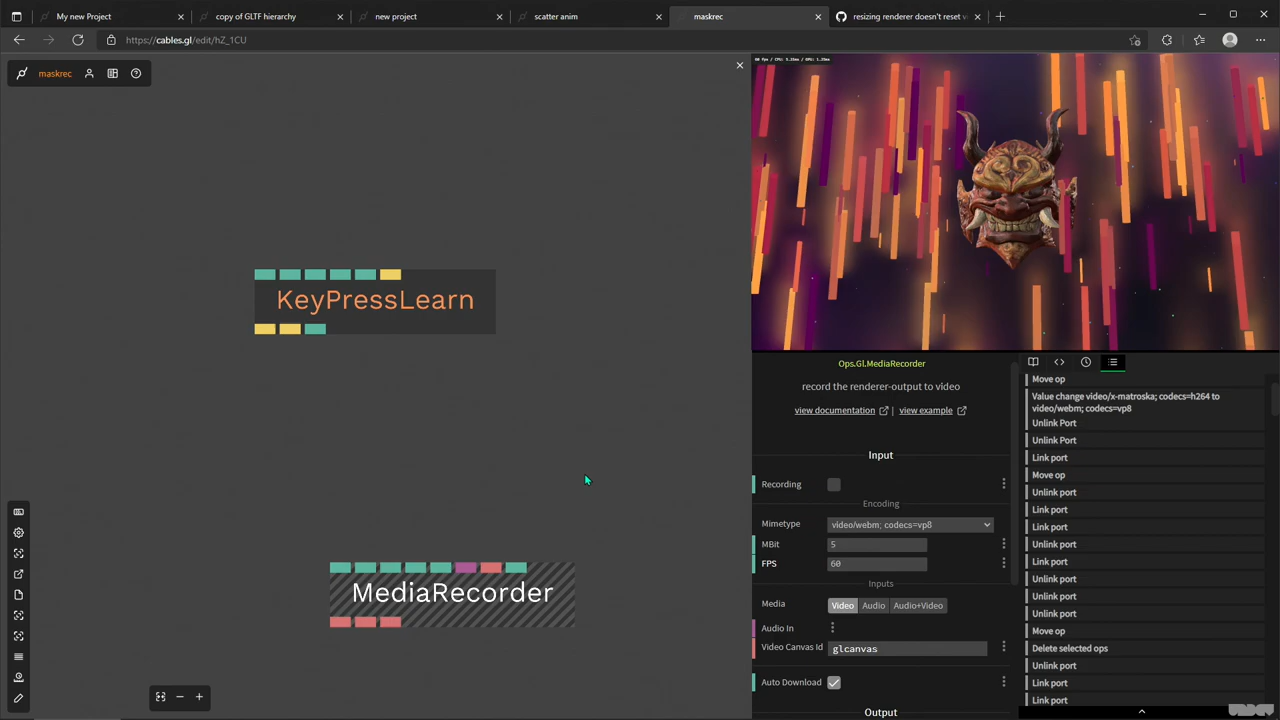 My new Project
copy of GLTF hierarchy
new project
scatter anim
maskrec
resizing renderer doesn't reset v
https://cables.gl/edit/hZ_1CU
maskrec
KeyPressLearn
MediaRecorder
Ops.Gl.MediaRecorder
record the renderer-output to video
view documentation
view example
Input
Recording
Encoding
Mimetype
video/webm; codecs=vp8
MBit
5
FPS
60
Inputs
Media
Video
Audio
Audio+Video
Audio In
Video Canvas Id
glcanvas
Auto Download
Output
Move op
Value change video/x-matroska; codecs=h264 to
video/webm; codecs=vp8
Unlink Port
Unlink Port
Link port
Move op
Unlink port
Link port
Link port
Unlink port
Link port
Unlink port
Unlink port
Unlink port
Move op
Delete selected ops
Unlink port
Link port
Link port